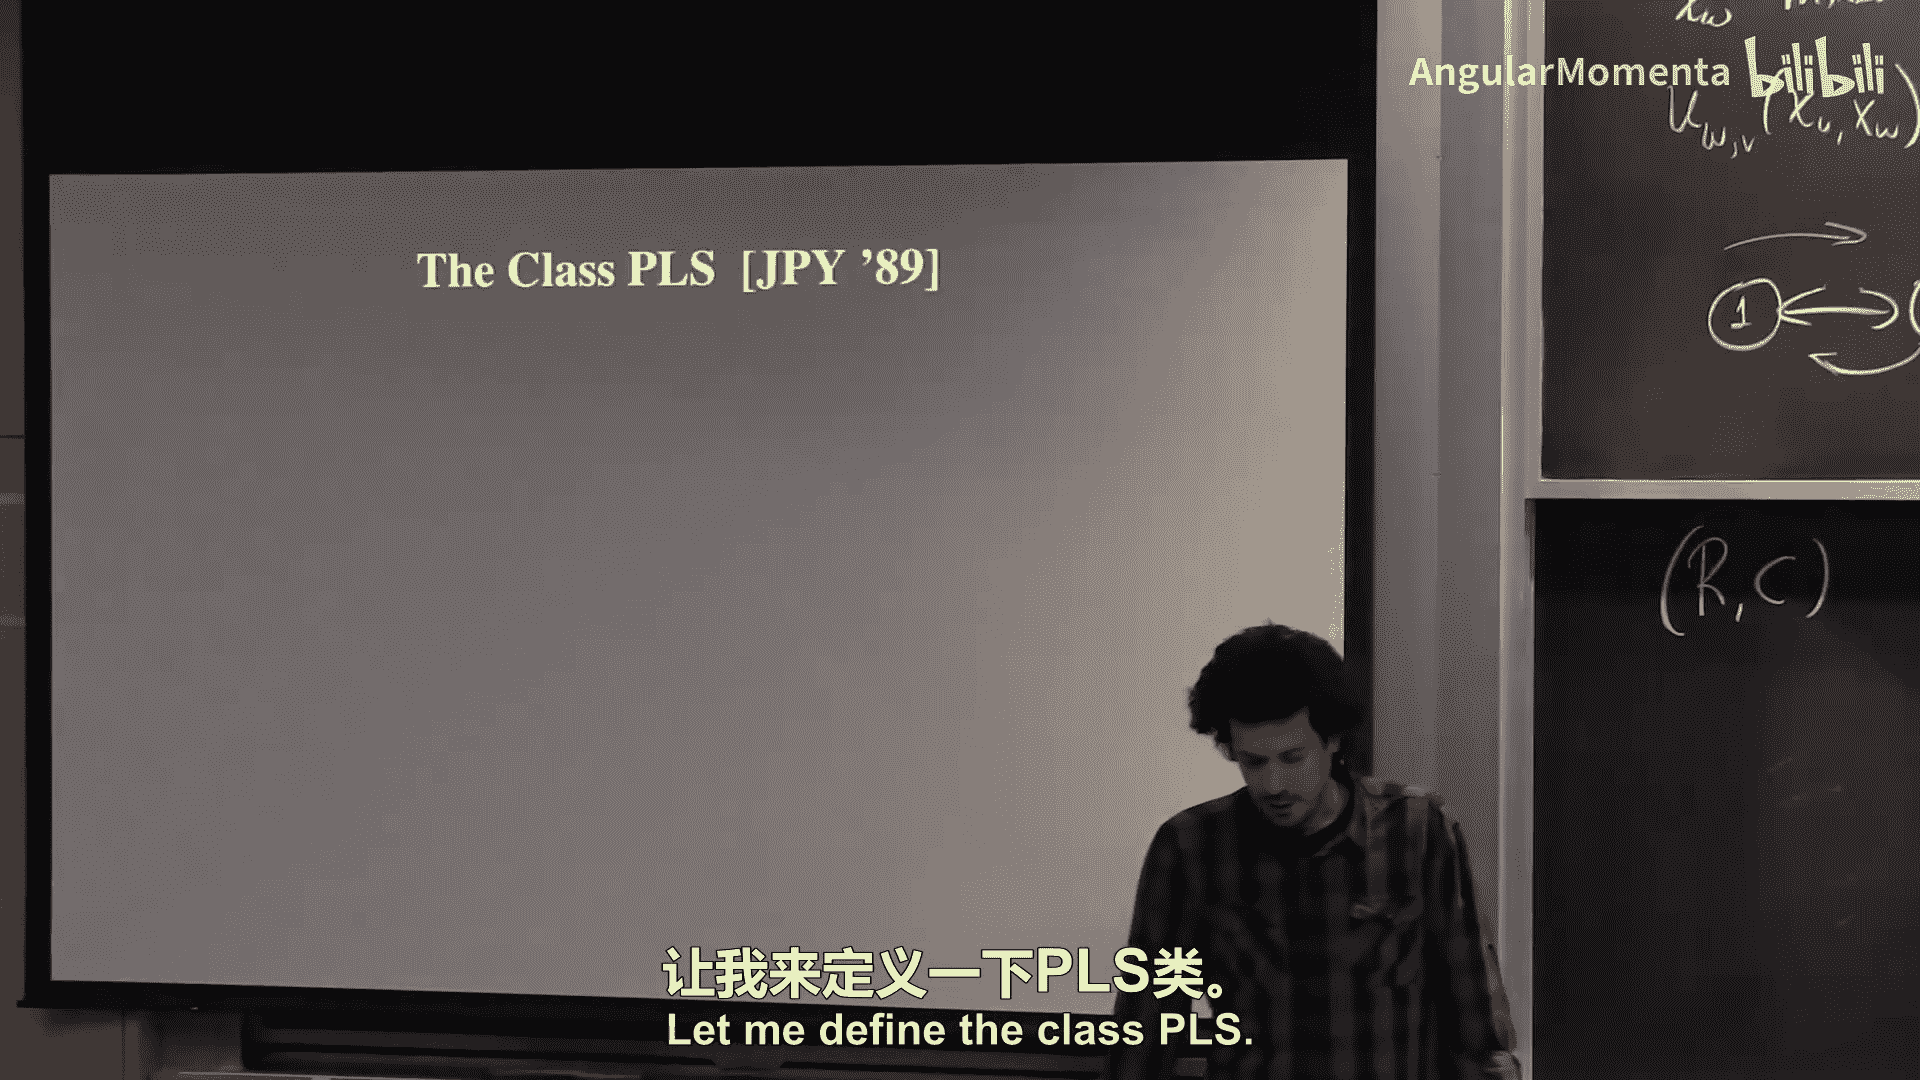 AngularMomenta bilibili
The Class PLS [JPY ’89]
1
(R, C)
让我来定义一下PLS类。
Let me define the class PLS.